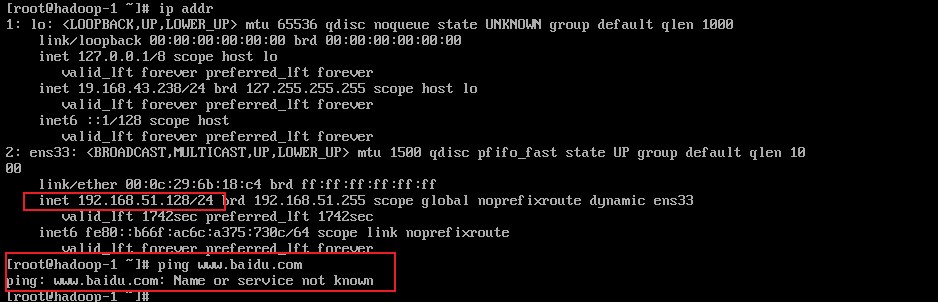 [root@hadoop-1 ~]# ip addr
1: lo: <LOOPBACK,UP,LOWER_UP> mtu 65536 qdisc noqueue state UNKNOWN group default qlen 1000
    link/loopback 00:00:00:00:00:00 brd 00:00:00:00:00:00
    inet 127.0.0.1/8 scope host lo
       valid_lft forever preferred_lft forever
    inet 19.168.43.238/24 brd 127.255.255.255 scope host lo
       valid_lft forever preferred_lft forever
    inet6 ::1/128 scope host
       valid_lft forever preferred_lft forever
2: ens33: <BROADCAST,MULTICAST,UP,LOWER_UP> mtu 1500 qdisc pfifo_fast state UP group default qlen 10
00
    link/ether 00:0c:29:6b:18:c4 brd ff:ff:ff:ff:ff:ff
    inet 192.168.51.128/24 brd 192.168.51.255 scope global noprefixroute dynamic ens33
       valid_lft 1742sec preferred_lft 1742sec
    inet6 fe80::b66f:ac6c:a375:730c/64 scope link noprefixroute
       valid_lft forever preferred_lft forever
[root@hadoop-1 ~]# ping www.baidu.com
ping: www.baidu.com: Name or service not known
[root@hadoop-1 ~]#